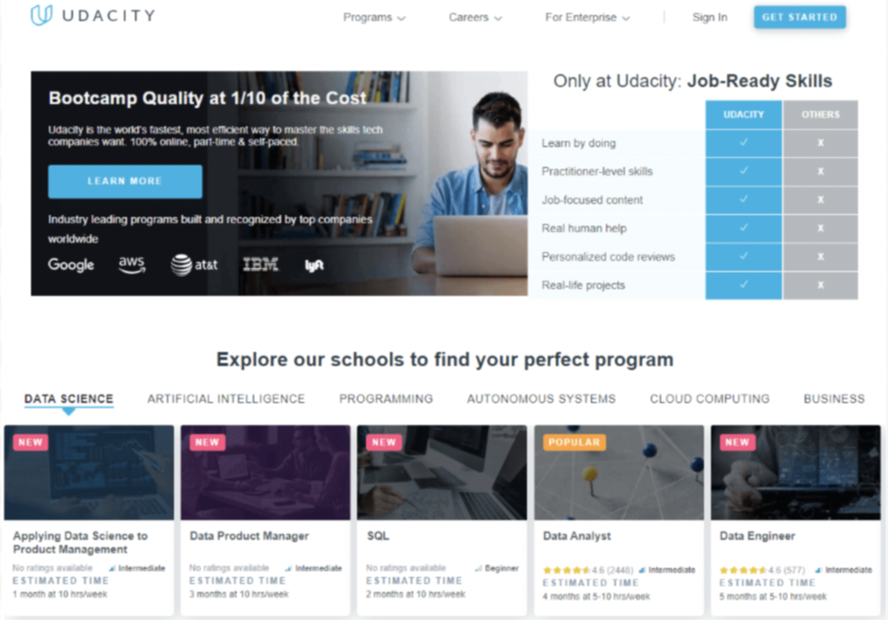 UDACITY
Programs
Careers
For Enterprise
Sign In
GET STARTED
Bootcamp Quality at 1/10 of the Cost
Udacity is the world's fastest, most efficient way to master the skills tech
companies want. 100% online, part-time & self-paced.
LEARN MORE
Industry leading programs built and recognized by top companies
worldwide
Google
aws
at&t
IBM
lyft
Only at Udacity: Job-Ready Skills
UDACITY OTHERS
Learn by doing ✓ X
Practitioner-level skills ✓ X
Job-focused content ✓ X
Real human help ✓ X
Personalized code reviews ✓ X
Real-life projects ✓ X
Explore our schools to find your perfect program
DATA SCIENCE ARTIFICIAL INTELLIGENCE PROGRAMMING AUTONOMOUS SYSTEMS CLOUD COMPUTING BUSINESS
NEW
Applying Data Science to
Product Management
No ratings available Intermediate
ESTIMATED TIME
1 month at 10 hrs/week
NEW
Data Product Manager
No ratings available Intermediate
ESTIMATED TIME
3 months at 10 hrs/week
NEW
SQL
No ratings available Beginner
ESTIMATED TIME
2 month at 10 hrs/week
POPULAR
Data Analyst
4.6 (2448) Intermediate
ESTIMATED TIME
4 months at 5-10 hrs/week
NEW
Data Engineer
4.6 (577) Intermediate
ESTIMATED TIME
5 months at 5-10 hrs/week